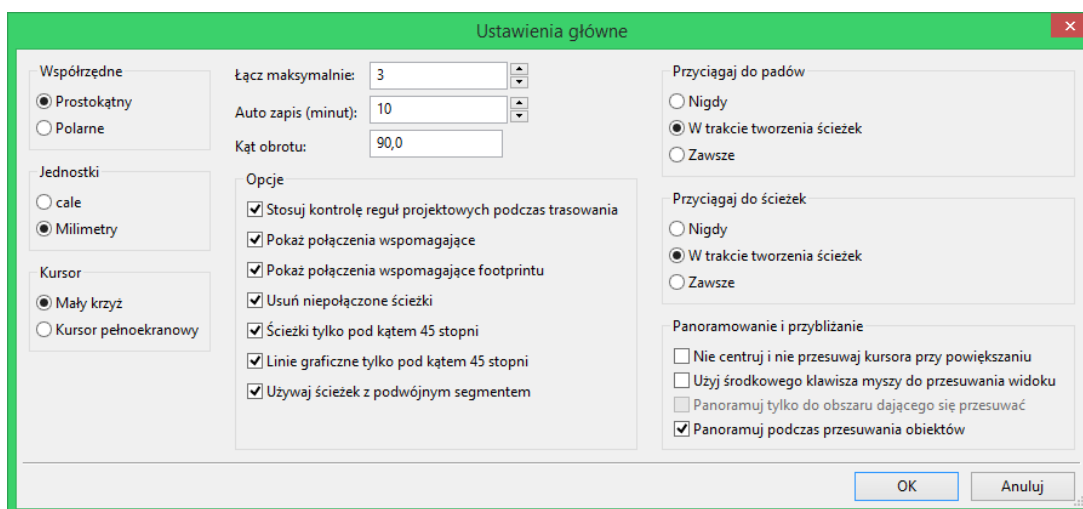 Ustawienia główne
Współrzędne
Prostokątny
Polarne
Jednostki
cale
Milimetry
Kursor
Mały krzyż
Kursor pełnoekranowy
Łącz maksymalnie: 3
Auto zapis (minut): 10
Kąt obrotu: 90,0
Opcje
Stosuj kontrolę reguł projektowych podczas trasowania
Pokaż połączenia wspomagające
Pokaż połączenia wspomagające footprintu
Usuń niepołączone ścieżki
Ścieżki tylko pod kątem 45 stopni
Linie graficzne tylko pod kątem 45 stopni
Używaj ścieżek z podwójnym segmentem
Przyciągaj do padów
Nigdy
W trakcie tworzenia ścieżek
Zawsze
Przyciągaj do ścieżek
Nigdy
W trakcie tworzenia ścieżek
Zawsze
Panoramowanie i przybliżanie
Nie centruj i nie przesuwaj kursora przy powiększaniu
Użyj środkowego klawisza myszy do przesuwania widoku
Panoramuj tylko do obszaru dającego się przesuwać
Panoramuj podczas przesuwania obiektów
OK
Anuluj